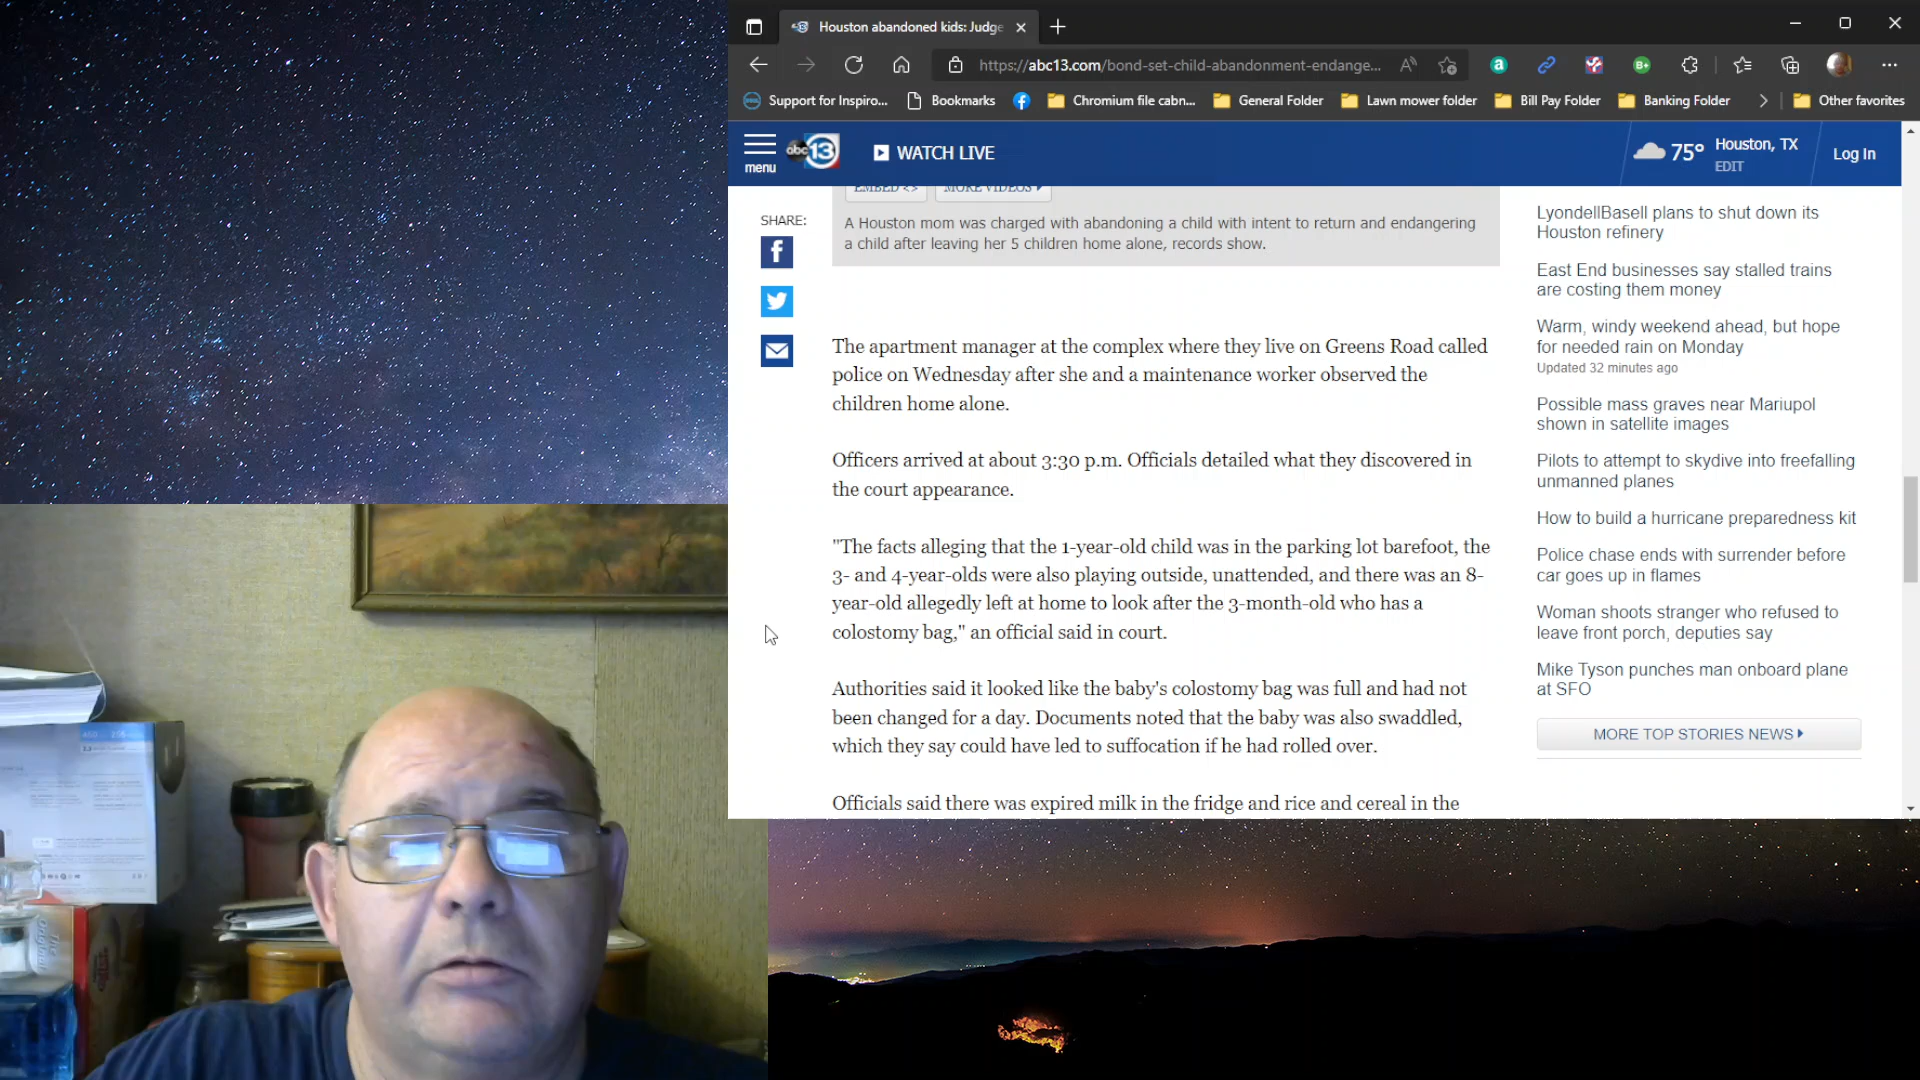 Houston abandoned kids: Judge
https://abc13.com/bond-set-child-abandonment-endange...
Support for Inspiro...
Bookmarks
Chromium file cabn...
General Folder
Lawn mower folder
Bill Pay Folder
Banking Folder
Other favorites
menu
abc 13
WATCH LIVE
75°
Houston, TX
EDIT
Log In
EMBED <>
MORE VIDEOS
SHARE:
A Houston mom was charged with abandoning a child with intent to return and endangering
a child after leaving her 5 children home alone, records show.
The apartment manager at the complex where they live on Greens Road called
police on Wednesday after she and a maintenance worker observed the
children home alone.
Officers arrived at about 3:30 p.m. Officials detailed what they discovered in
the court appearance.
"The facts alleging that the 1-year-old child was in the parking lot barefoot, the
3- and 4-year-olds were also playing outside, unattended, and there was an 8-
year-old allegedly left at home to look after the 3-month-old who has a
colostomy bag," an official said in court.
Authorities said it looked like the baby's colostomy bag was full and had not
been changed for a day. Documents noted that the baby was also swaddled,
which they say could have led to suffocation if he had rolled over.
Officials said there was expired milk in the fridge and rice and cereal in the
LyondellBasell plans to shut down its
Houston refinery
East End businesses say stalled trains
are costing them money
Warm, windy weekend ahead, but hope
for needed rain on Monday
Updated 32 minutes ago
Possible mass graves near Mariupol
shown in satellite images
Pilots to attempt to skydive into freefalling
unmanned planes
How to build a hurricane preparedness kit
Police chase ends with surrender before
car goes up in flames
Woman shoots stranger who refused to
leave front porch, deputies say
Mike Tyson punches man onboard plane
at SFO
MORE TOP STORIES NEWS